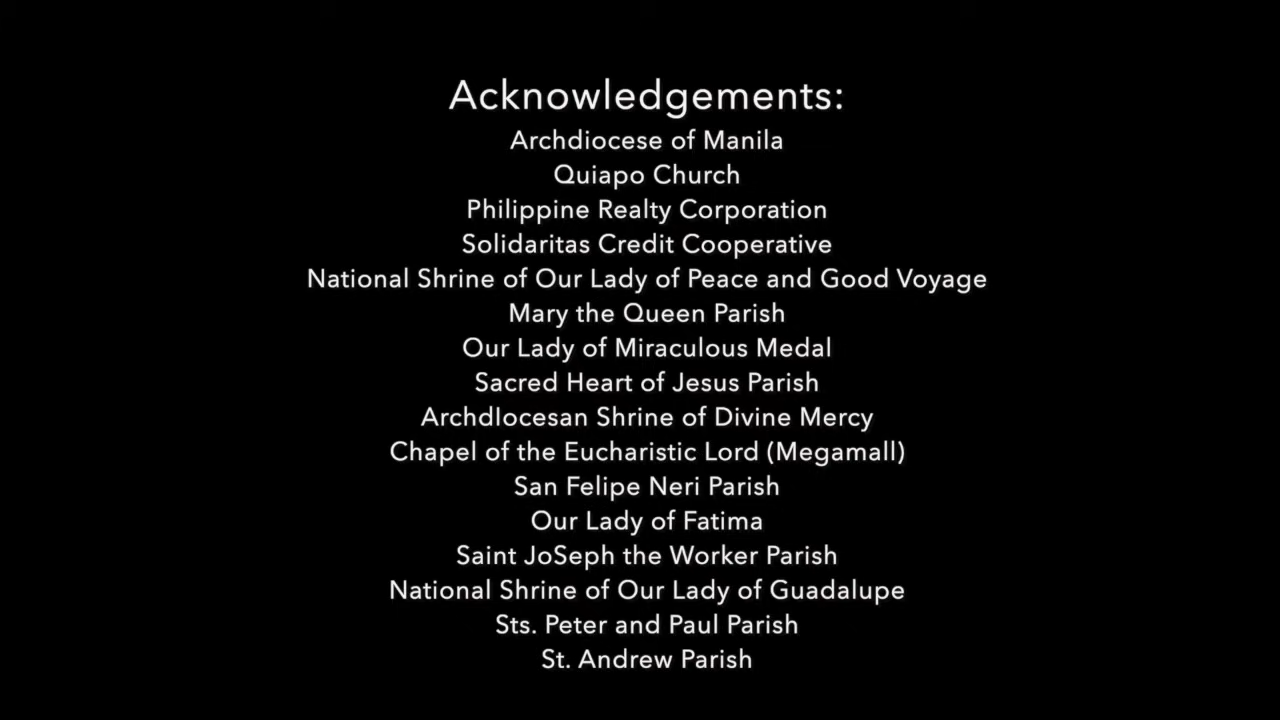 Acknowledgements:
Archdiocese of Manila
Quiapo Church
Philippine Realty Corporation
Solidaritas Credit Cooperative
National Shrine of Our Lady of Peace and Good Voyage
Mary the Queen Parish
Our Lady of Miraculous Medal
Sacred Heart of Jesus Parish
ArchdIocesan Shrine of Divine Mercy
Chapel of the Eucharistic Lord (Megamall)
San Felipe Neri Parish
Our Lady of Fatima
Saint JoSeph the Worker Parish
National Shrine of Our Lady of Guadalupe
Sts. Peter and Paul Parish
St. Andrew Parish